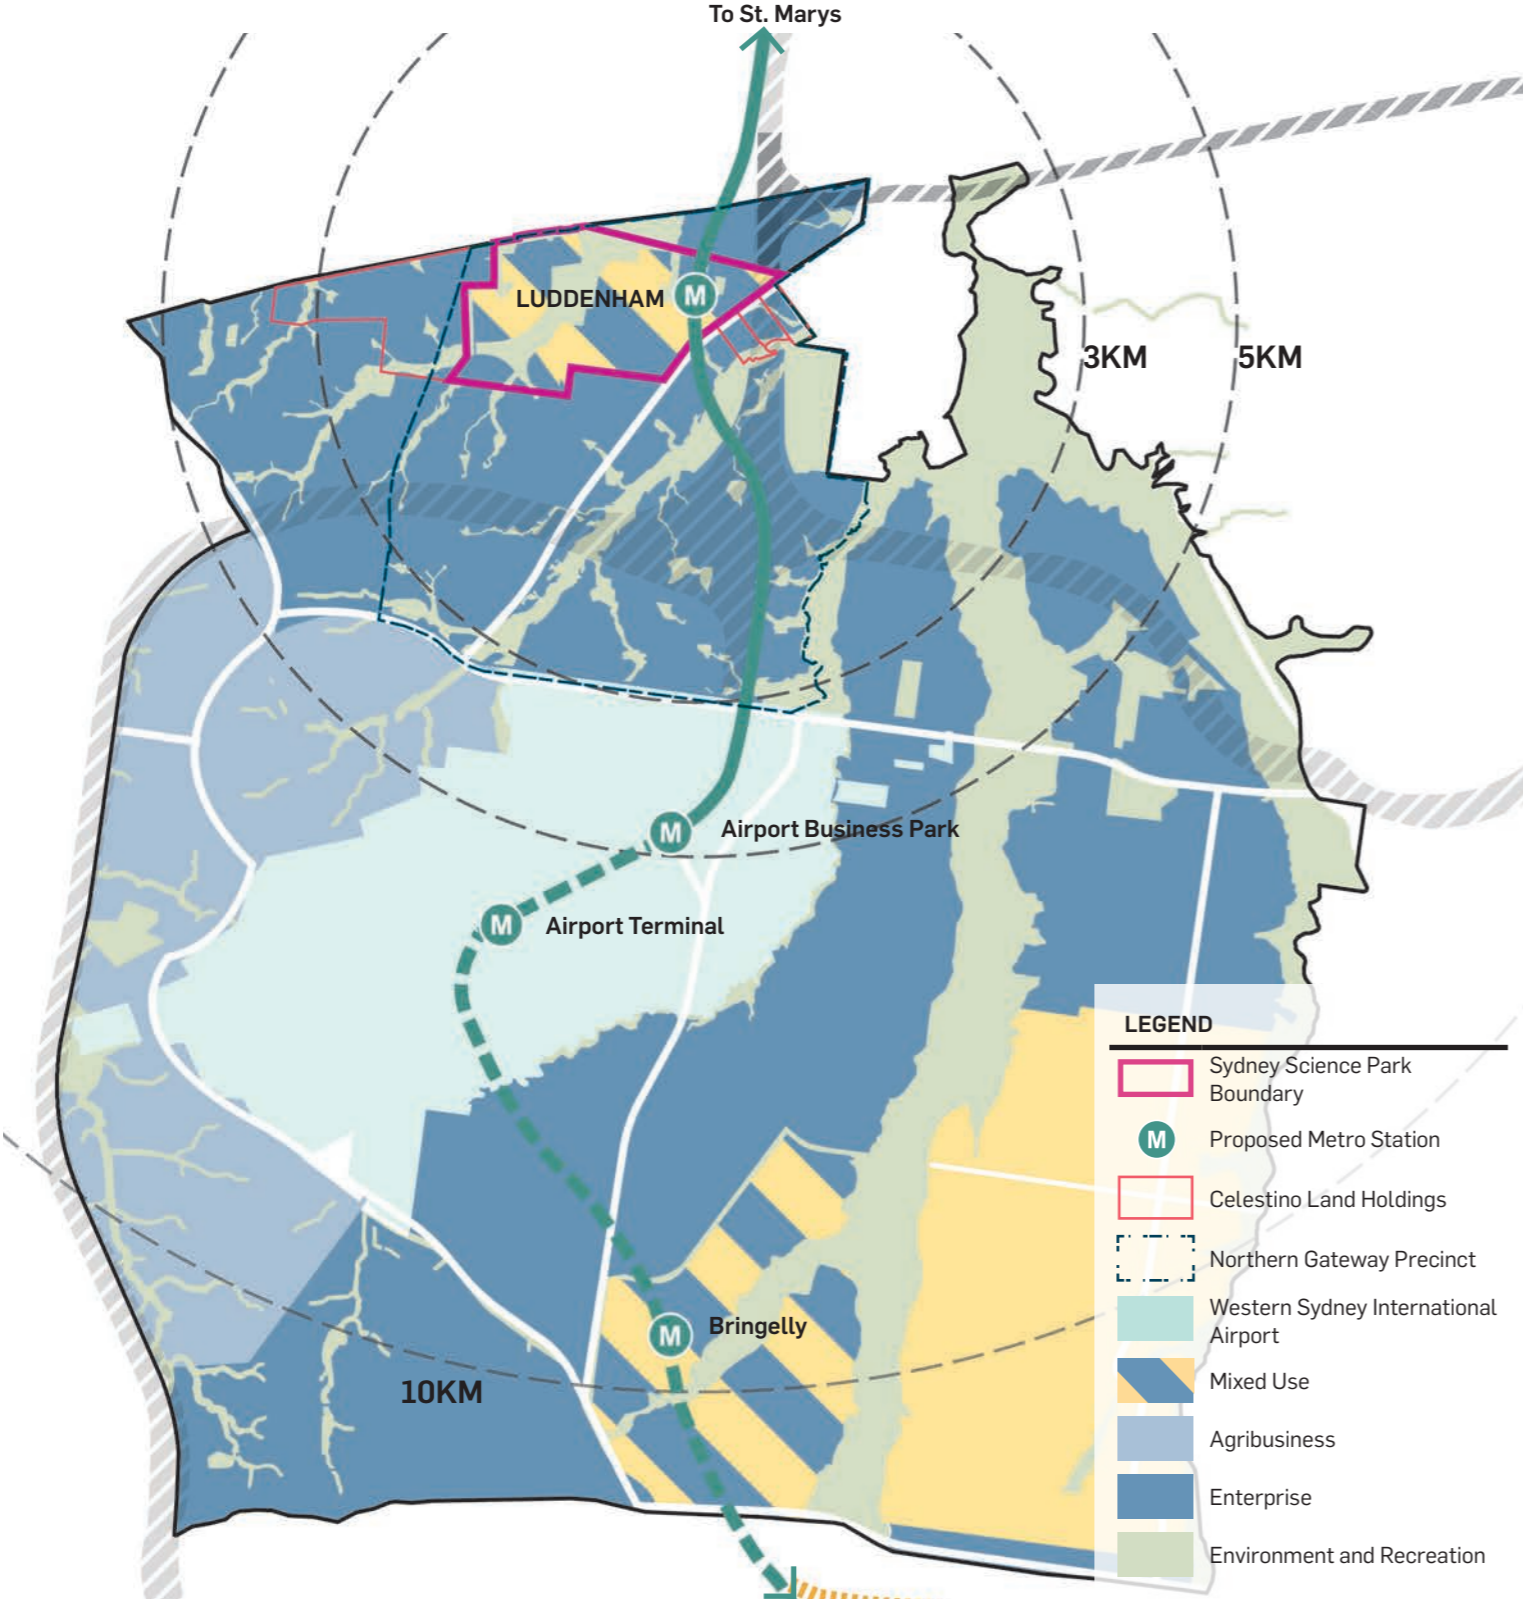 To St. Marys
LUDDENHAM
M
3KM
5KM
M
Airport Business Park
M
Airport Terminal
M
Bringelly
10KM
LEGEND
Sydney Science Park
Boundary
M
Proposed Metro Station
Celestino Land Holdings
Northern Gateway Precinct
Western Sydney International
Airport
Mixed Use
Agribusiness
Enterprise
Environment and Recreation